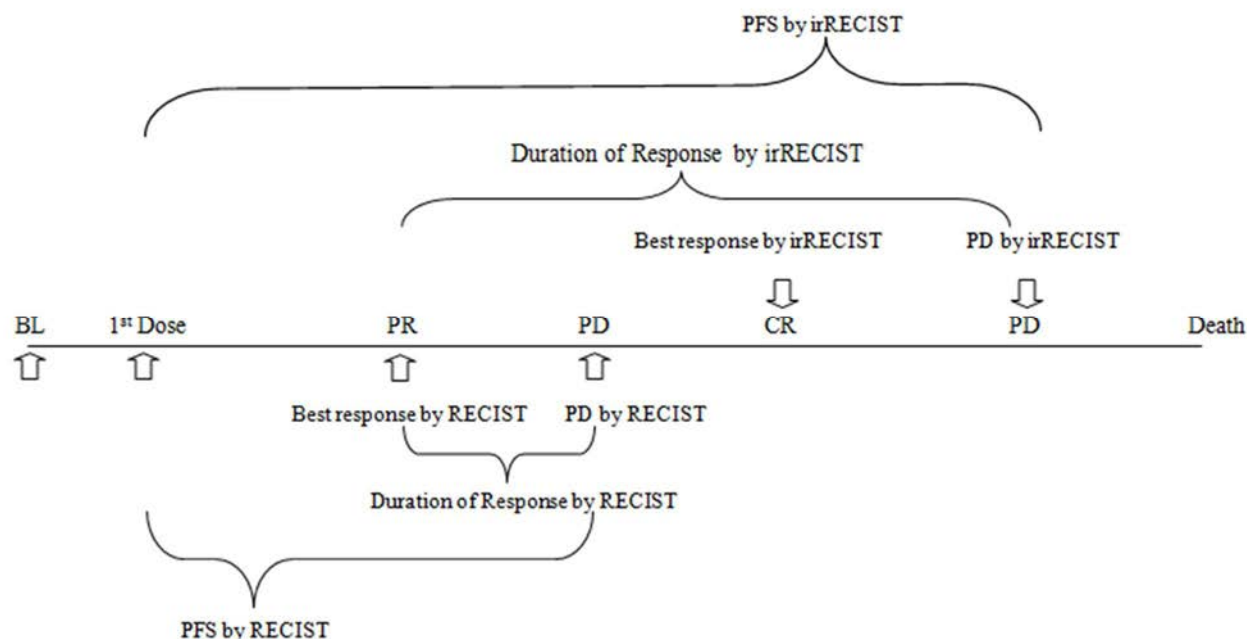 PFS by irRECIST
Duration of Response by irRECIST
Best response by irRECIST PD by irRECIST
BL 1st Dose PR PD CR PD Death
Best response by RECIST PD by RECIST
Duration of Response by RECIST
PFS by RECIST